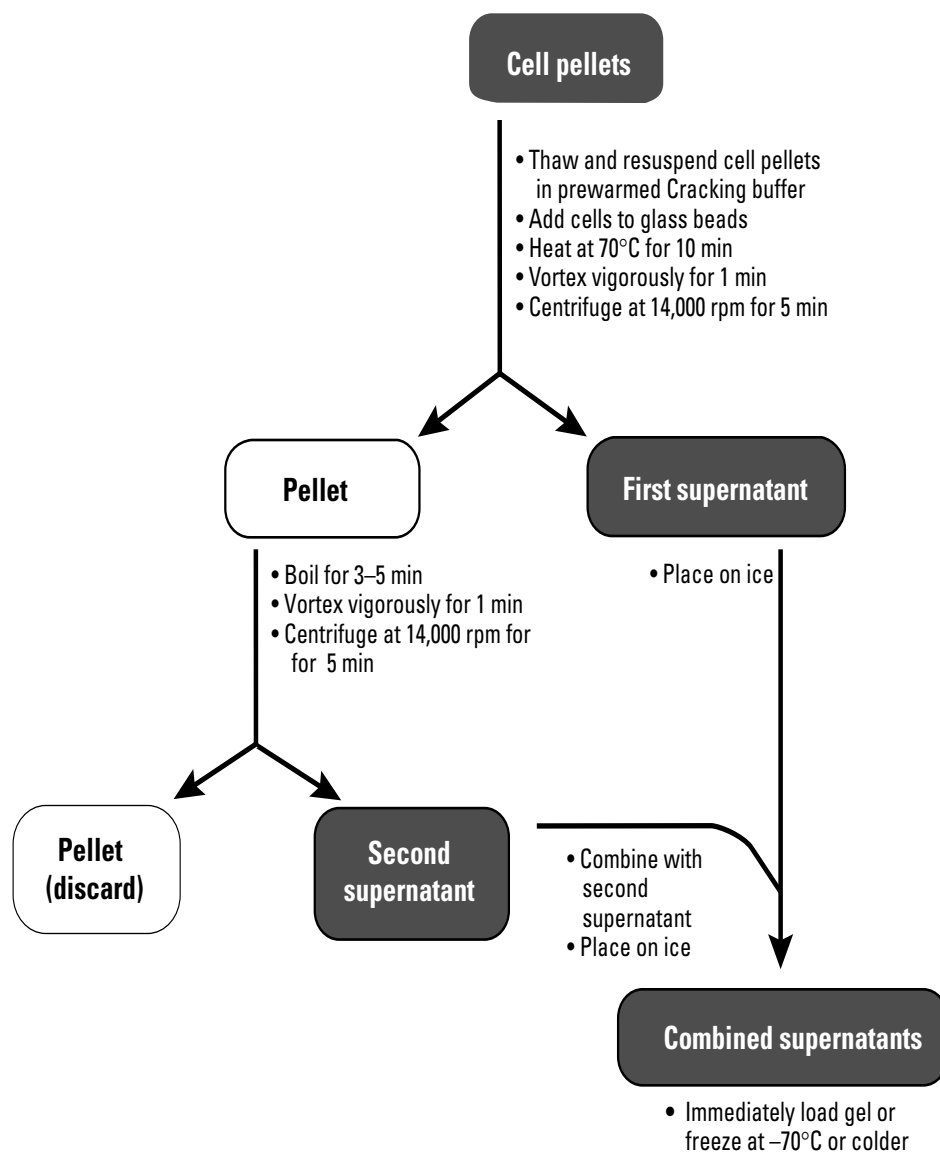 Cell pellets
• Thaw and resuspend cell pellets
in prewarmed Cracking buffer
• Add cells to glass beads
• Heat at 70°C for 10 min
• Vortex vigorously for 1 min
• Centrifuge at 14,000 rpm for 5 min
Pellet
First supernatant
• Boil for 3–5 min
• Vortex vigorously for 1 min
• Centrifuge at 14,000 rpm for
for 5 min
• Place on ice
Pellet
(discard)
Second
supernatant
• Combine with
second
supernatant
• Place on ice
Combined supernatants
• Immediately load gel or
freeze at –70°C or colder